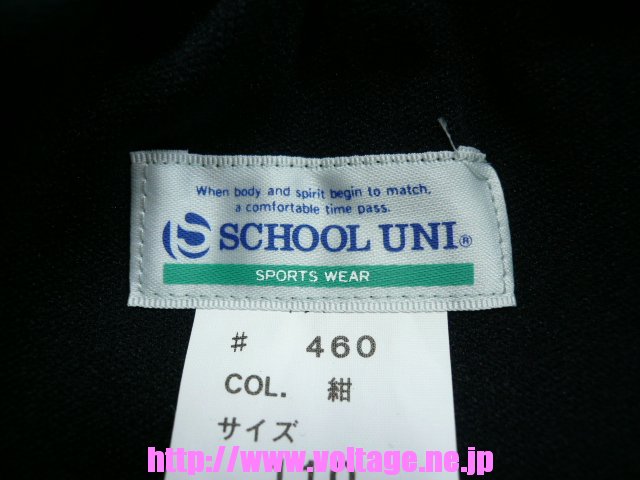 When body and spirit begin to match,
a comfortable time pass.
S SCHOOL UNI®
SPORTS WEAR
# 460
COL. 紺
サイズ
http://www.voltage.ne.jp